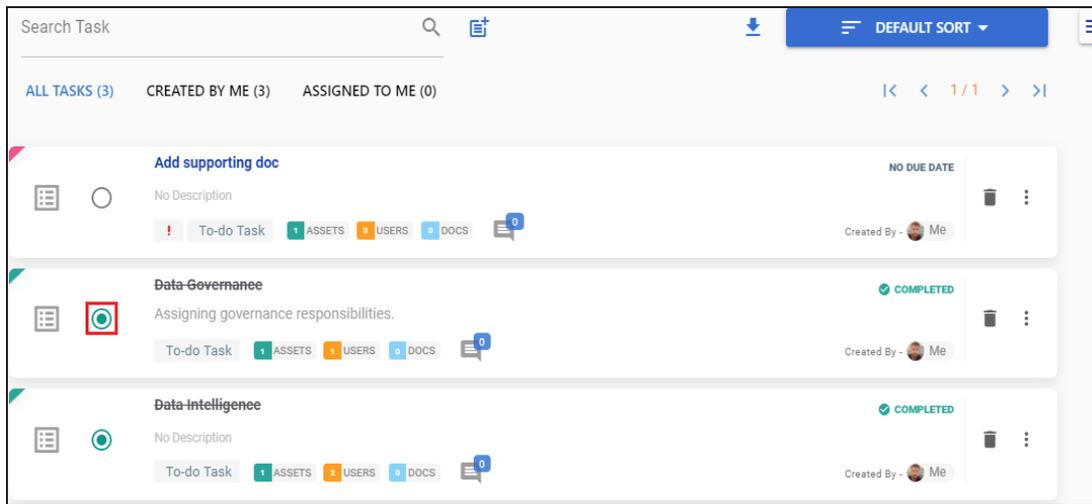 Search Task
DEFAULT SORT
ALL TASKS (3) CREATED BY ME (3) ASSIGNED TO ME (0)
1 / 1
Add supporting doc
NO DUE DATE
No Description
! To-do Task 1 ASSETS 3 USERS 0 DOCS 0
Created By - Me
Data Governance
COMPLETED
Assigning governance responsibilities.
To-do Task 1 ASSETS 1 USERS 0 DOCS 0
Created By - Me
Data Intelligence
COMPLETED
No Description
To-do Task 1 ASSETS 2 USERS 0 DOCS 0
Created By - Me